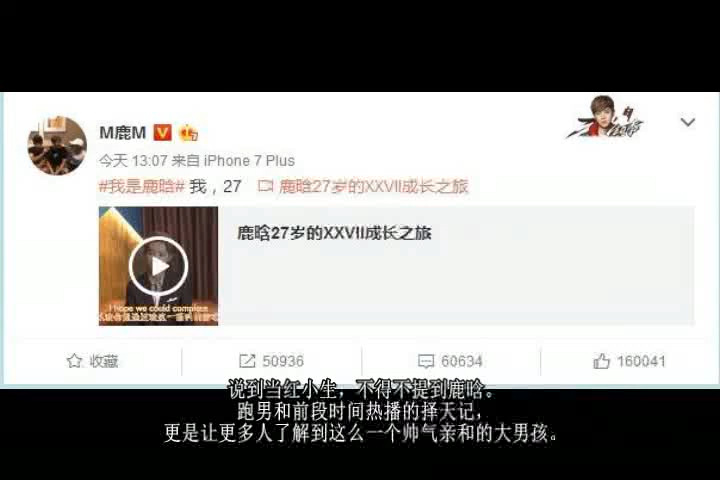 M鹿M
今天 13:07 来自 iPhone 7 Plus
#我是鹿晗# 我，27 鹿晗27岁的XXVII成长之旅
鹿晗27岁的XXVII成长之旅
I hope we could complete
收藏 50936 60634 160041
说到当红小生，不得不提到鹿晗。
跑男和前段时间热播的择天记，
更是让更多人了解到这么一个帅气亲和的大男孩。